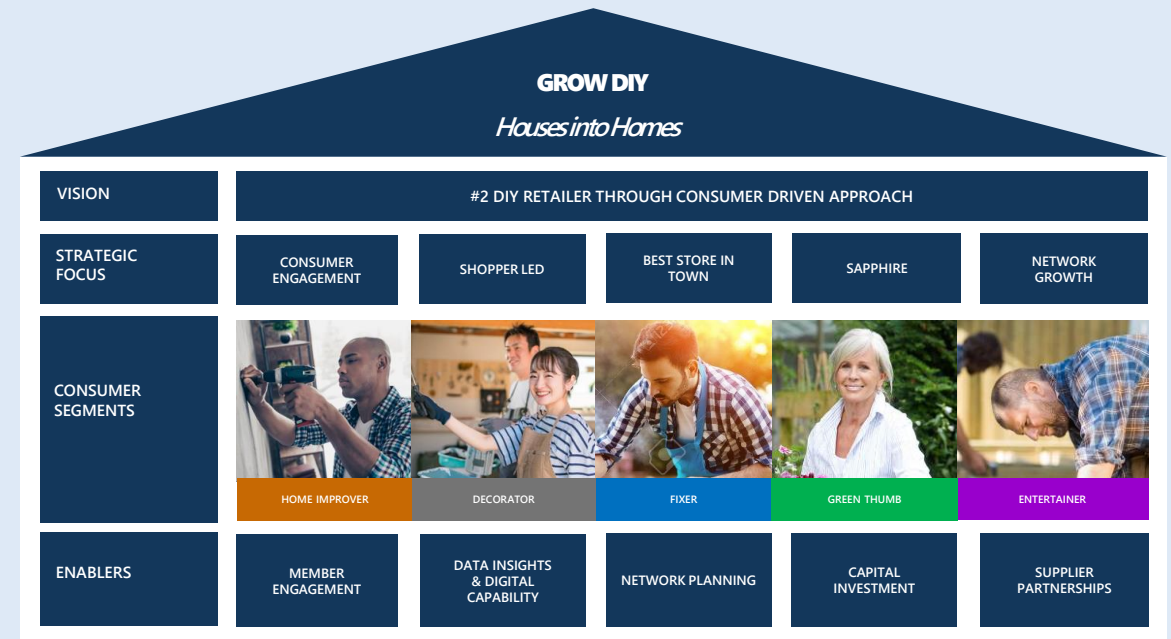 GROW DIY
Houses into Homes
VISION
#2 DIY RETAILER THROUGH CONSUMER DRIVEN APPROACH
STRATEGIC
FOCUS
CONSUMER
ENGAGEMENT
SHOPPER LED
BEST STORE IN
TOWN
SAPPHIRE
NETWORK
GROWTH
CONSUMER
SEGMENTS
HOME IMPROVER
DECORATOR
FIXER
GREEN THUMB
ENTERTAINER
ENABLERS
MEMBER
ENGAGEMENT
DATA INSIGHTS
& DIGITAL
CAPABILITY
NETWORK PLANNING
CAPITAL
INVESTMENT
SUPPLIER
PARTNERSHIPS